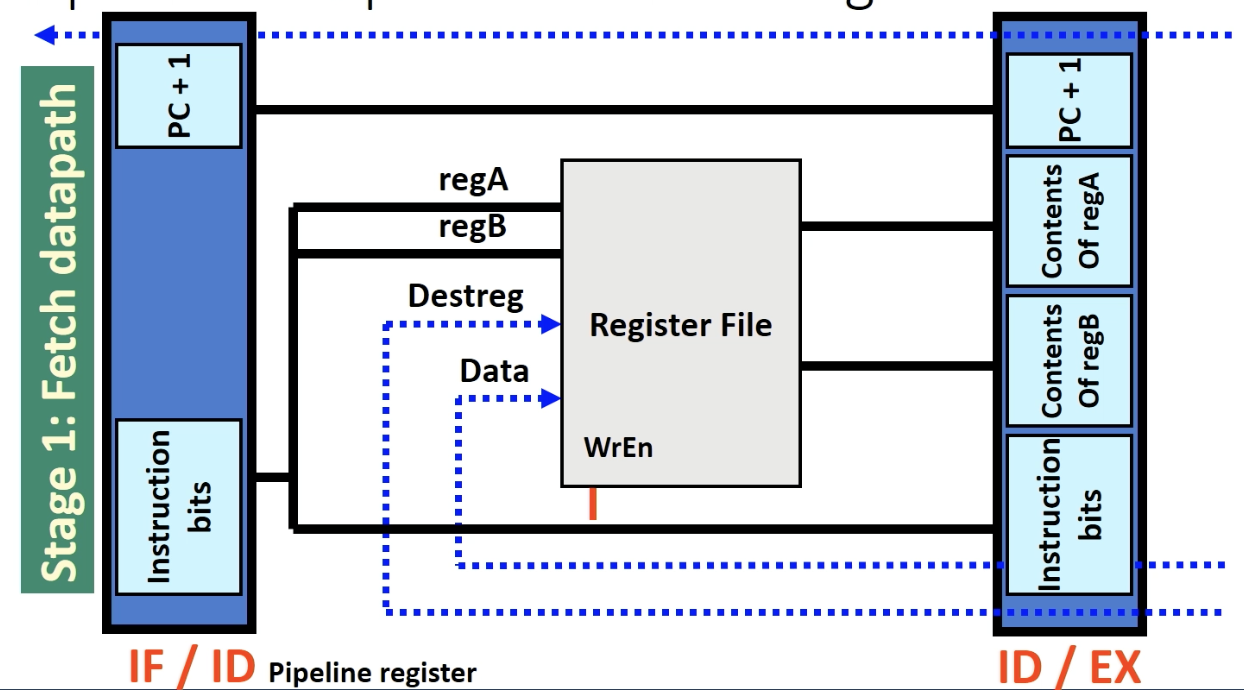 Stage 1: Fetch datapath
PC + 1
Instruction
bits
regA
regB
Destreg
Data
Register File
WrEn
PC + 1
Contents
Of regA
Contents
Of regB
Instruction
bits
IF / ID Pipeline register
ID / EX